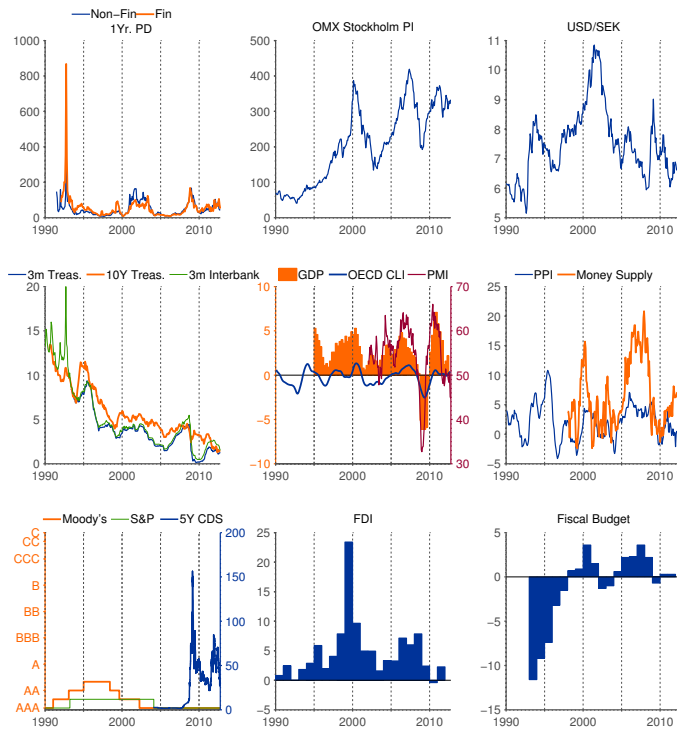 Non-Fin Fin
1Yr. PD
1000
800
600
400
200
0
1990 2000 2010
OMX Stockholm PI
500
400
300
200
100
0
1990 2000 2010
USD/SEK
11
10
9
8
7
6
5
1990 2000 2010
3m Treas. 10Y Treas. 3m Interbank
20
15
10
5
0
1990 2000 2010
GDP OECD CLI PMI
10 70
5 60
0 50
−5 40
−10 30
1990 2000 2010
PPI Money Supply
25
20
15
10
5
0
−5
1990 2000 2010
Moody's S&P 5Y CDS
C 200
CC
CCC
150
B
BB 100
BBB
A 50
AA
AAA 0
1990 2000 2010
FDI
25
20
15
10
5
0
−5
1990 2000 2010
Fiscal Budget
5
0
−5
−10
−15
1990 2000 2010